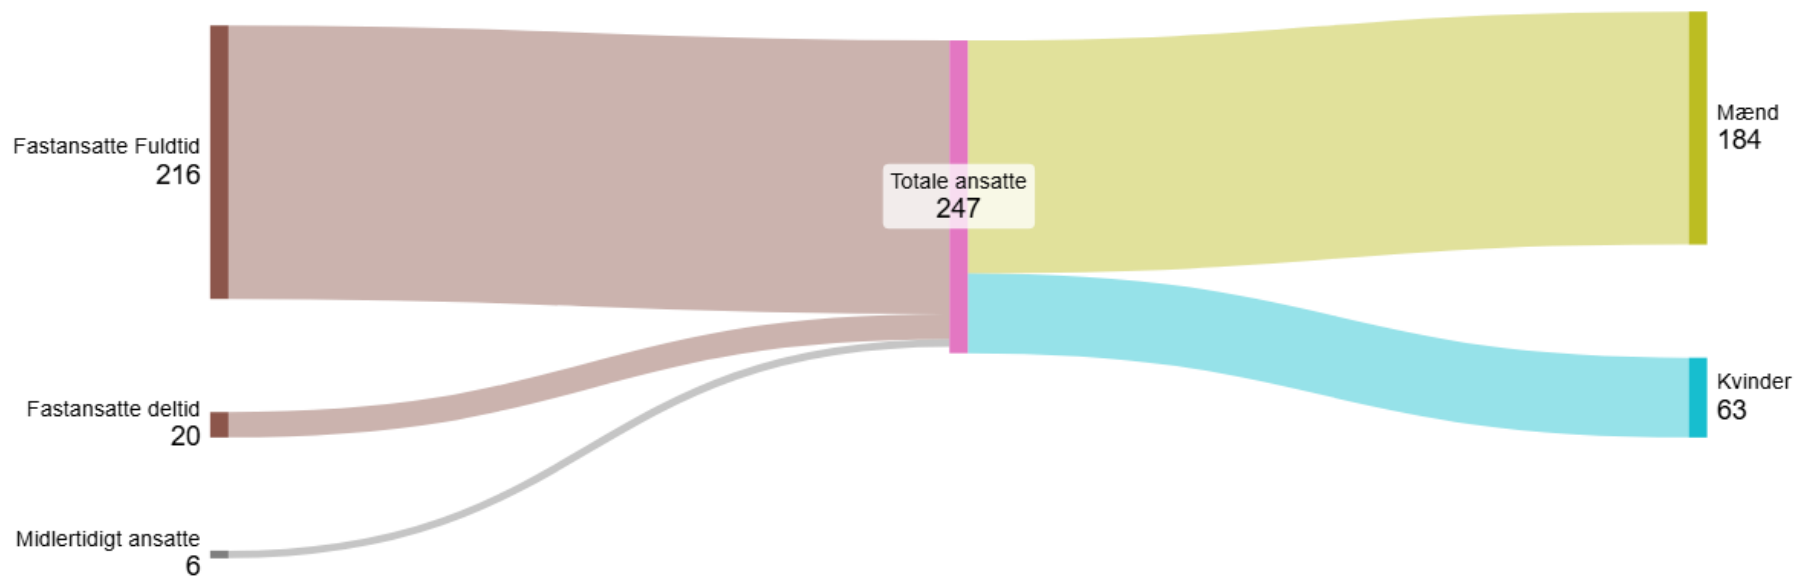 Fastansatte Fuldtid
216
Fastansatte deltid
20
Midlertidigt ansatte
6
Totale ansatte
247
Mænd
184
Kvinder
63